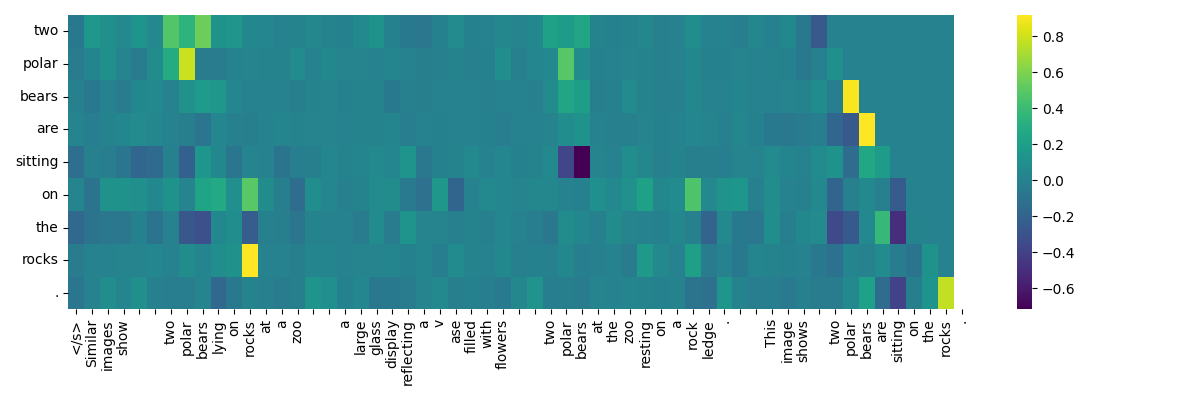 two
polar
bears
are
sitting
on
the
rocks
.
</s>
Similar
images
show
two
polar
bears
lying
on
rocks
at
a
zoo
a
large
glass
display
reflecting
a
v
ase
filled
with
flowers
two
polar
bears
at
the
zoo
resting
on
a
rock
ledge
.
This
image
shows
two
polar
bears
are
sitting
on
the
rocks
.
0.8
0.6
0.4
0.2
0.0
−0.2
−0.4
−0.6